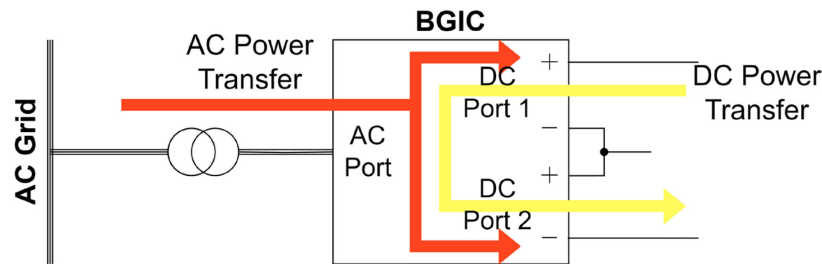 BGIC
AC Power
Transfer
AC Grid
AC
Port
+
DC
Port 1
−
+
DC
Port 2
−
DC Power
Transfer